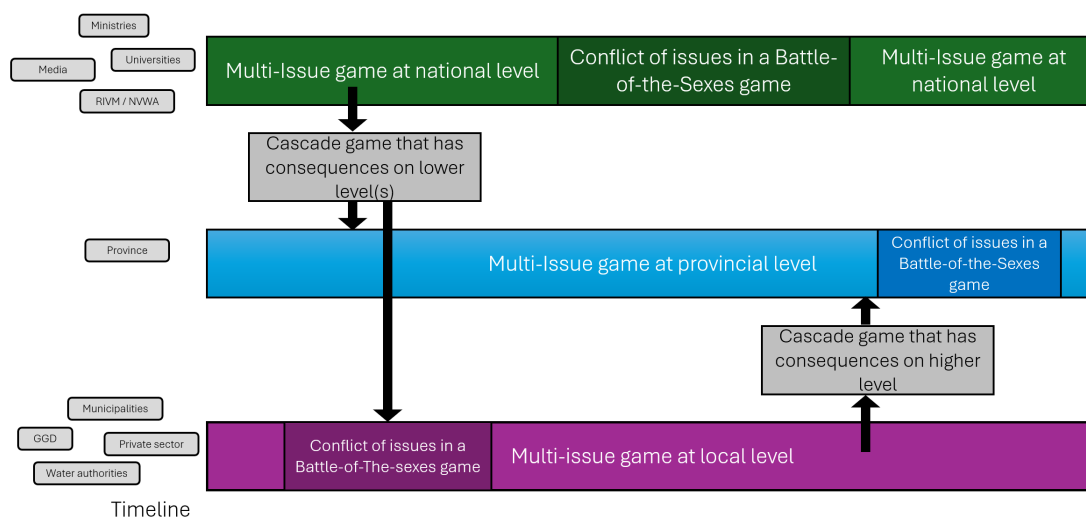 Ministries
Universities
Media
RIVM / NVWA
Multi-Issue game at national level
Conflict of issues in a Battle-
of-the-Sexes game
Multi-Issue game at
national level
Cascade game that has
consequences on lower
level(s)
Province
Multi-Issue game at provincial level
Conflict of issues in a
Battle-of-the-Sexes
game
Cascade game that has
consequences on higher
level
Municipalities
GGD
Private sector
Water authorities
Conflict of issues in a
Battle-of-The-sexes game
Multi-issue game at local level
Timeline